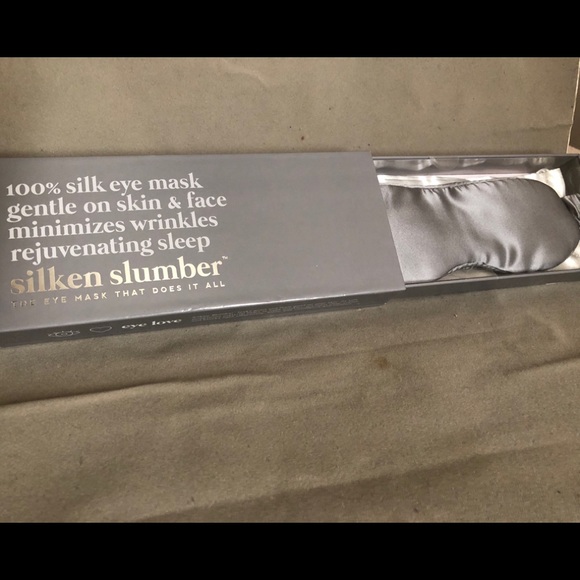 100% silk eye mask
gentle on skin & face
minimizes wrinkles
rejuvenating sleep
silken slumber™
THE EYE MASK THAT DOES IT ALL
eye love